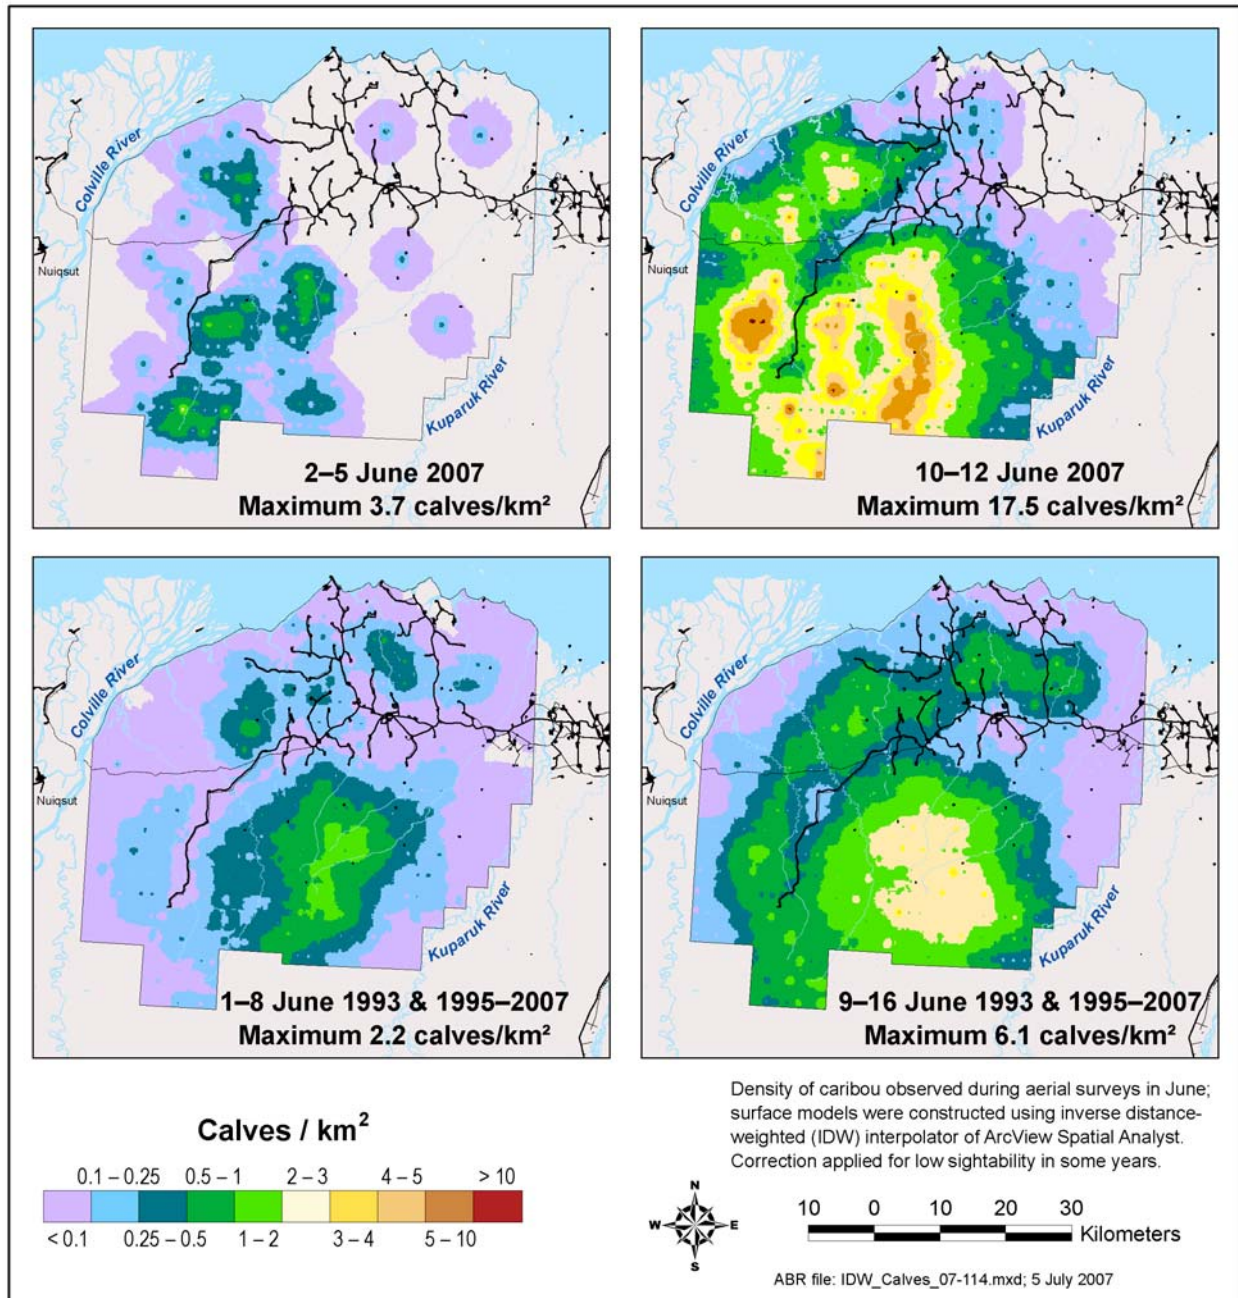 Colville River
Nuiqsut
Kuparuk River
2–5 June 2007
Maximum 3.7 calves/km²
Colville River
Nuiqsut
Kuparuk River
10–12 June 2007
Maximum 17.5 calves/km²
Colville River
Nuiqsut
Kuparuk River
1–8 June 1993 & 1995–2007
Maximum 2.2 calves/km²
Colville River
Nuiqsut
Kuparuk River
9–16 June 1993 & 1995–2007
Maximum 6.1 calves/km²
Calves / km²
0.1 – 0.25 0.5 – 1 2 – 3 4 – 5 > 10
< 0.1 0.25 – 0.5 1 – 2 3 – 4 5 – 10
Density of caribou observed during aerial surveys in June;
surface models were constructed using inverse distance-
weighted (IDW) interpolator of ArcView Spatial Analyst.
Correction applied for low sightability in some years.
N
W E
S
10 0 10 20 30
Kilometers
ABR file: IDW_Calves_07-114.mxd; 5 July 2007